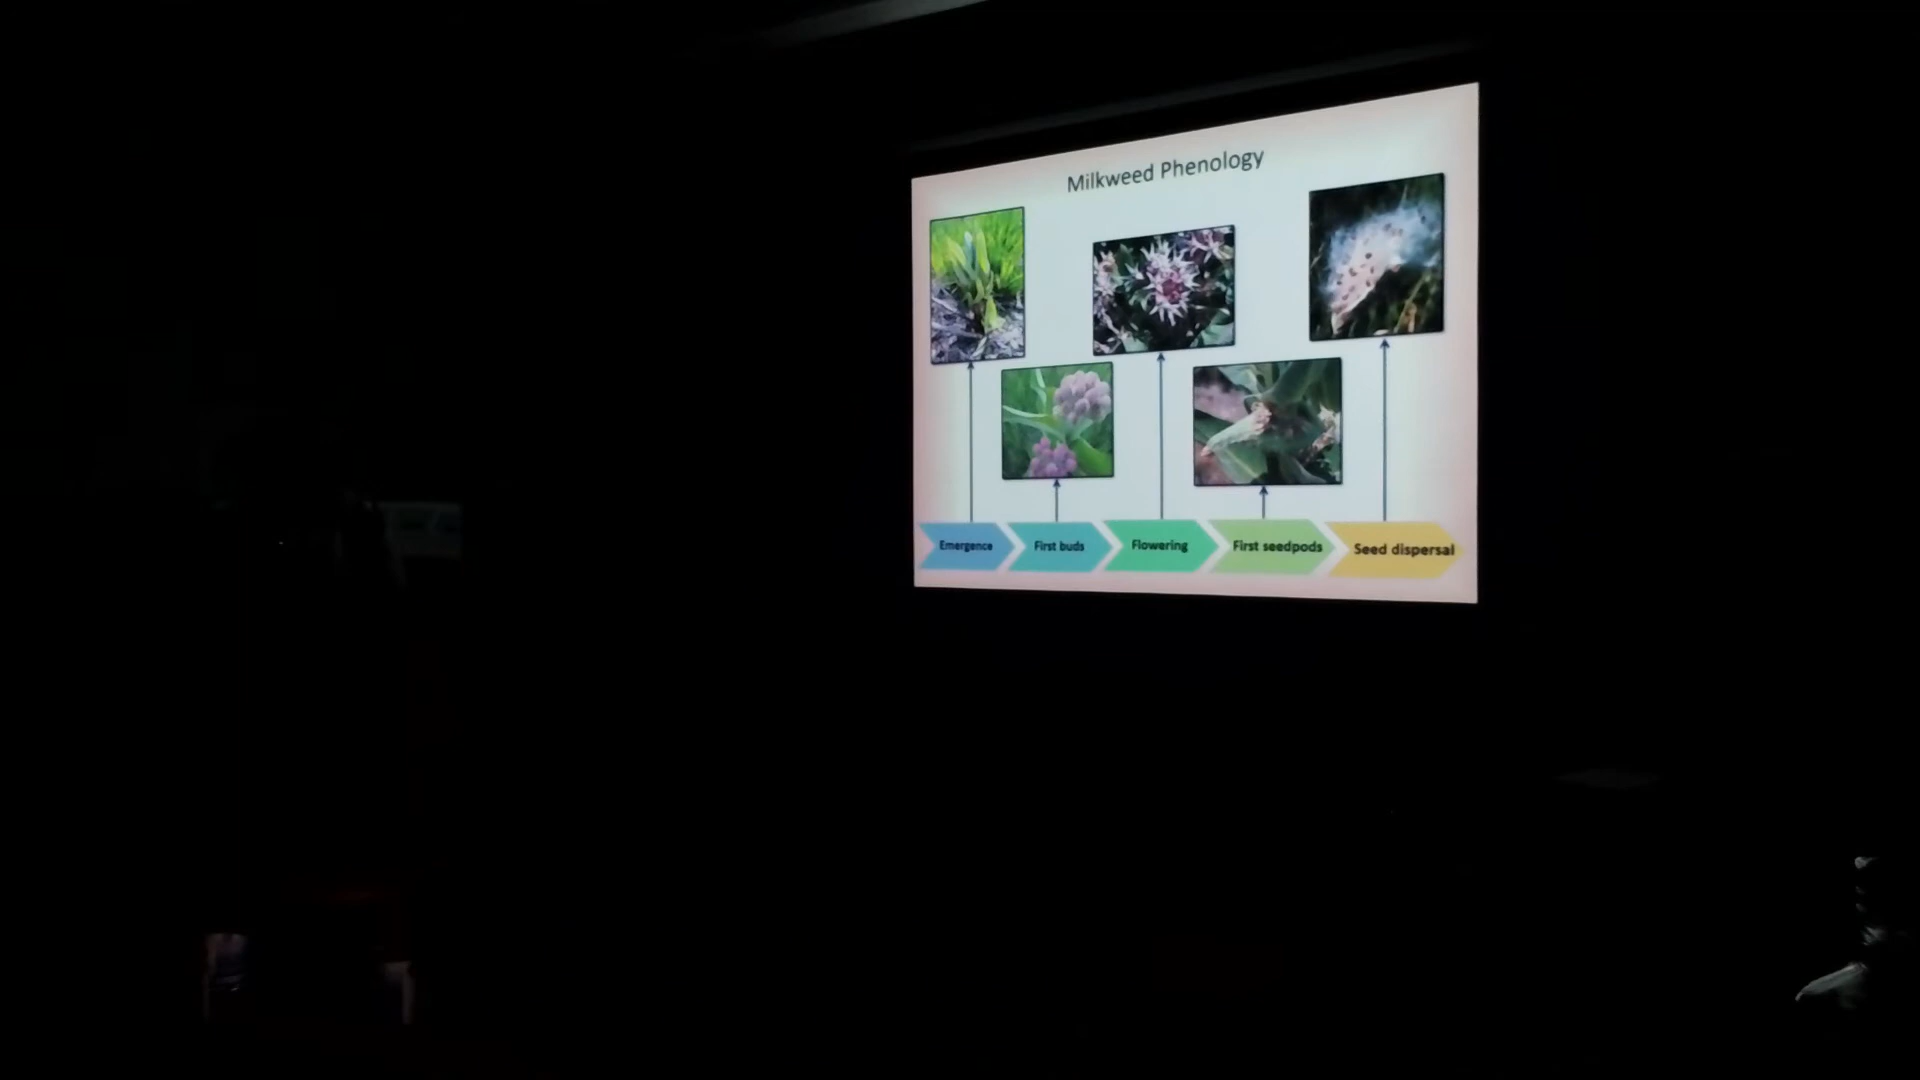 Milkweed Phenology
Emergence
First buds
Flowering
First seedpods
Seed dispersal